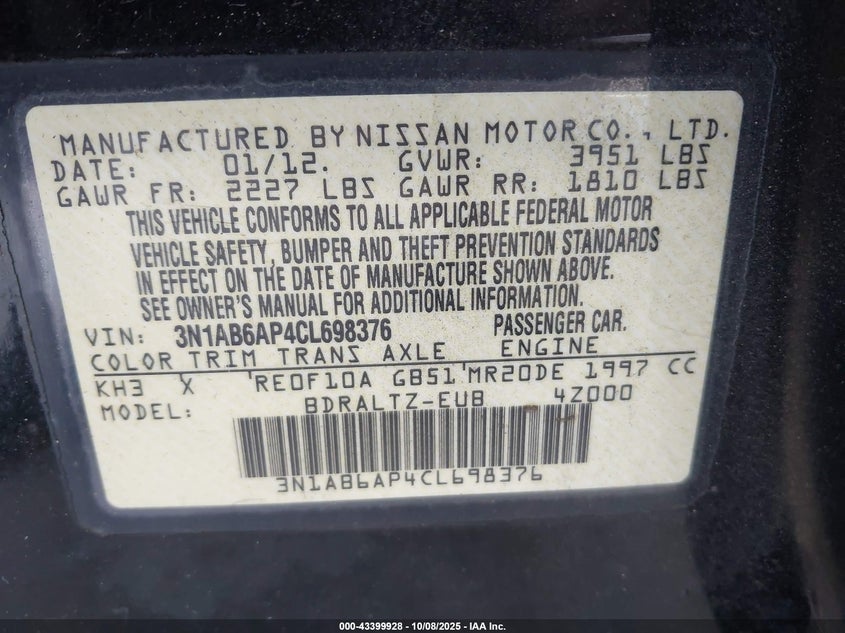 MANUFACTURED BY NISSAN MOTOR CO., LTD.
DATE: 01/12. GVWR: 3951 LBS
GAWR FR: 2227 LBS GAWR RR: 1810 LBS
THIS VEHICLE CONFORMS TO ALL APPLICABLE FEDERAL MOTOR
VEHICLE SAFETY, BUMPER AND THEFT PREVENTION STANDARDS
IN EFFECT ON THE DATE OF MANUFACTURE SHOWN ABOVE.
SEE OWNER'S MANUAL FOR ADDITIONAL INFORMATION.
VIN: 3N1AB6AP4CL698376 PASSENGER CAR.
COLOR TRIM TRANS AXLE ENGINE
KH3 X 'RE0F10A GB51'MR20DE 1997 CC
MODEL: BDRALTZ-EUB 4Z000
3N1AB6AP4CL698376
000-43399928 - 10/08/2025 - IAA Inc.